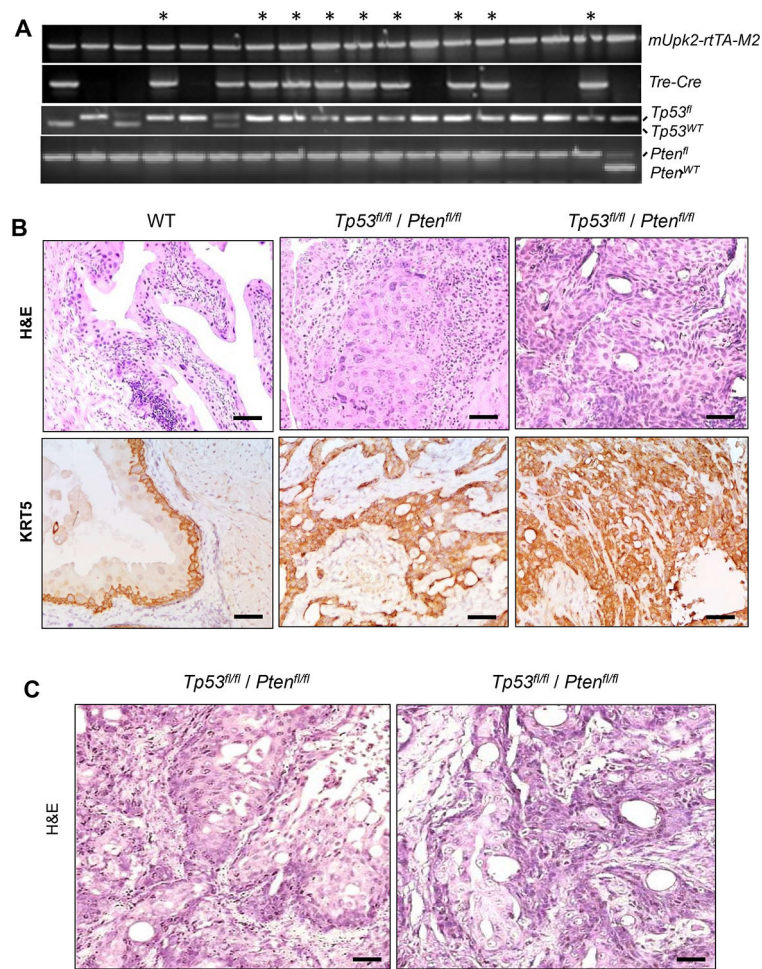 * * * * * * * * *
A
mUpk2-rtTA-M2
Tre-Cre
Tp53fl
Tp53WT
Ptenfl
PtenWT
B
WT
Tp53fl/fl / Ptenfl/fl
Tp53fl/fl / Ptenfl/fl
H&E
KRT5
C
Tp53fl/fl / Ptenfl/fl
Tp53fl/fl / Ptenfl/fl
H&E